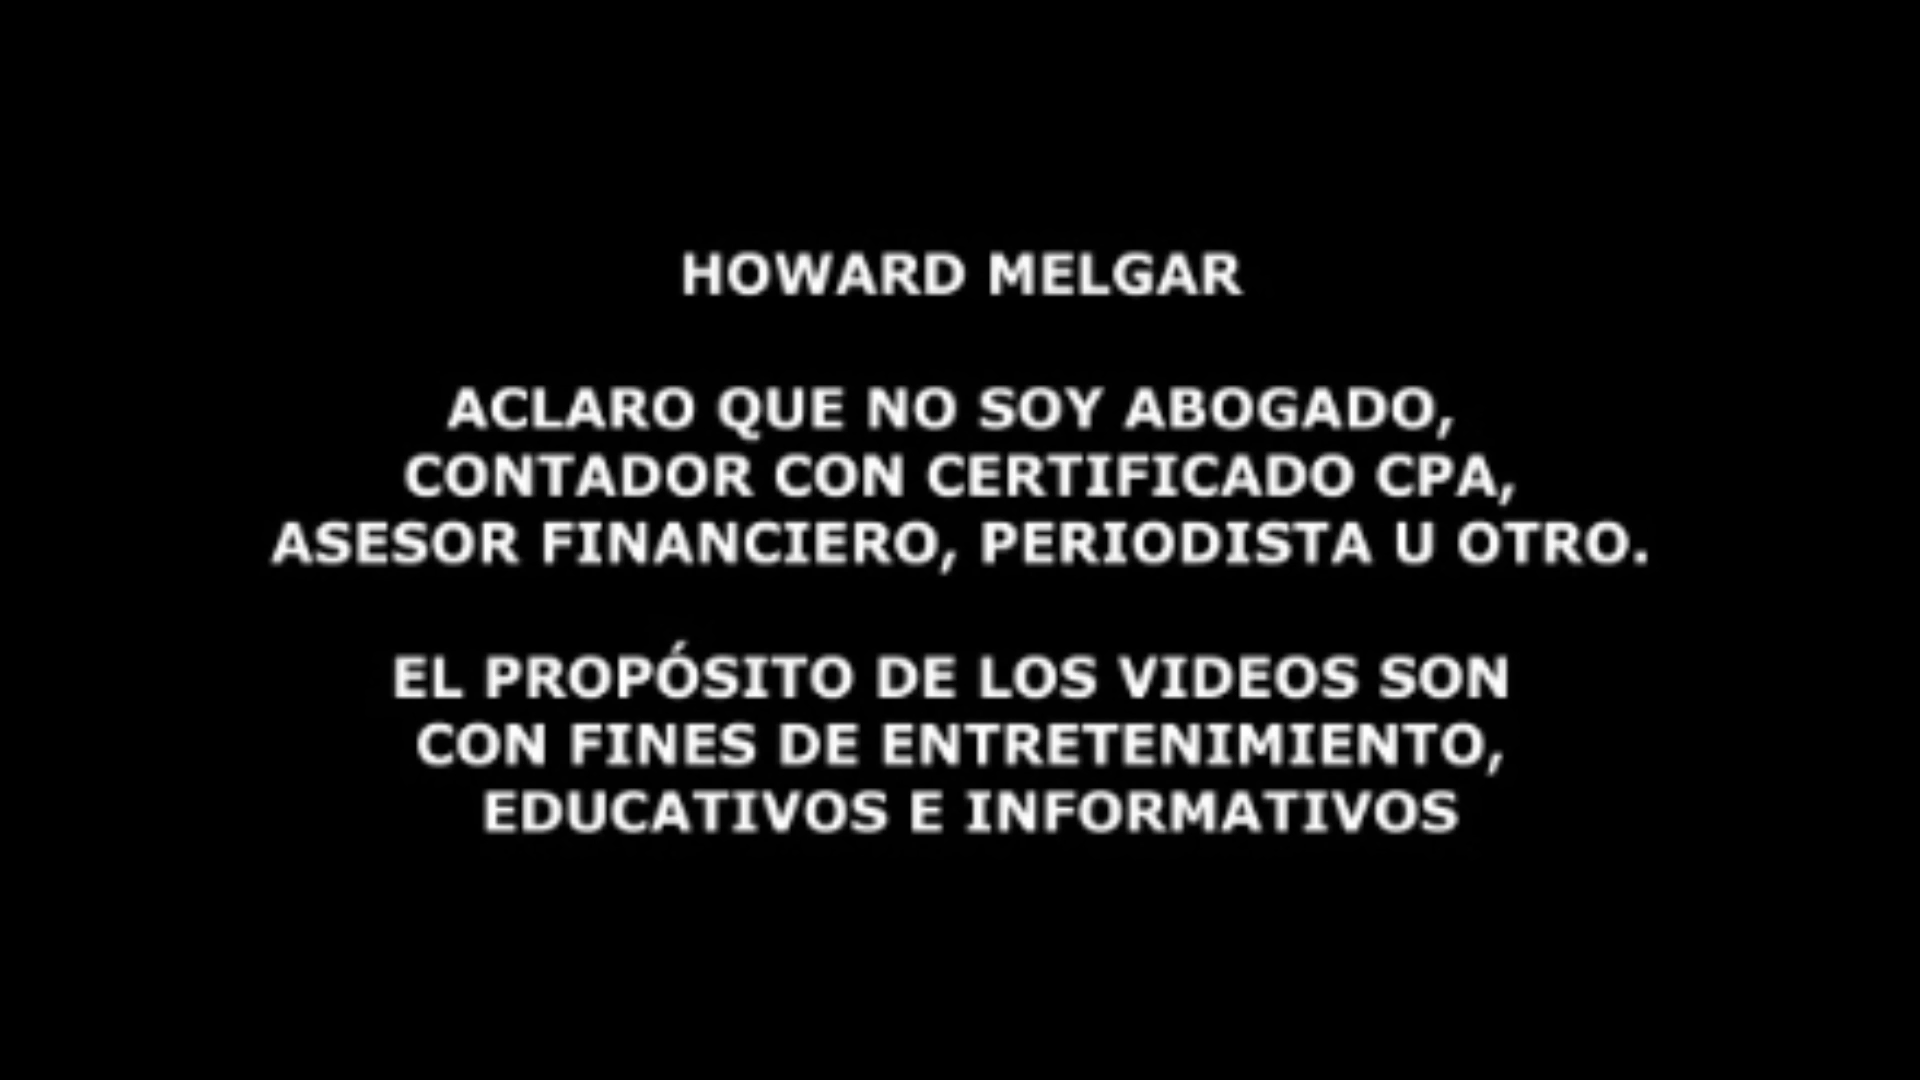 HOWARD MELGAR
ACLARO QUE NO SOY ABOGADO,
CONTADOR CON CERTIFICADO CPA,
ASESOR FINANCIERO, PERIODISTA U OTRO.
EL PROPÓSITO DE LOS VIDEOS SON
CON FINES DE ENTRETENIMIENTO,
EDUCATIVOS E INFORMATIVOS